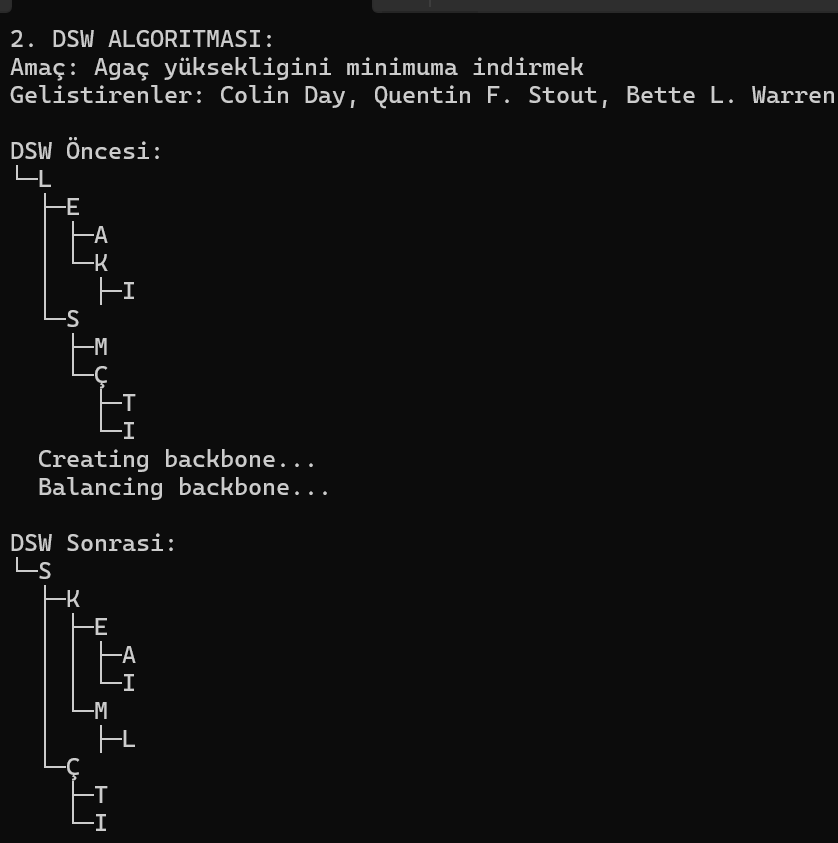 2. DSW ALGORITMASI:
Amaç: Agaç yüksekligini minimuma indirmek
Gelistirenler: Colin Day, Quentin F. Stout, Bette L. Warren
DSW Öncesi:
└─L
  ├─E
  │ ├─A
  │ └─K
  │   ├─I
  └─S
    ├─M
    └─Ç
      ├─T
      └─I
  Creating backbone...
  Balancing backbone...
DSW Sonrasi:
└─S
  ├─K
  │ ├─E
  │ │ ├─A
  │ │ └─I
  │ └─M
  │   ├─L
  └─Ç
    ├─T
    └─I